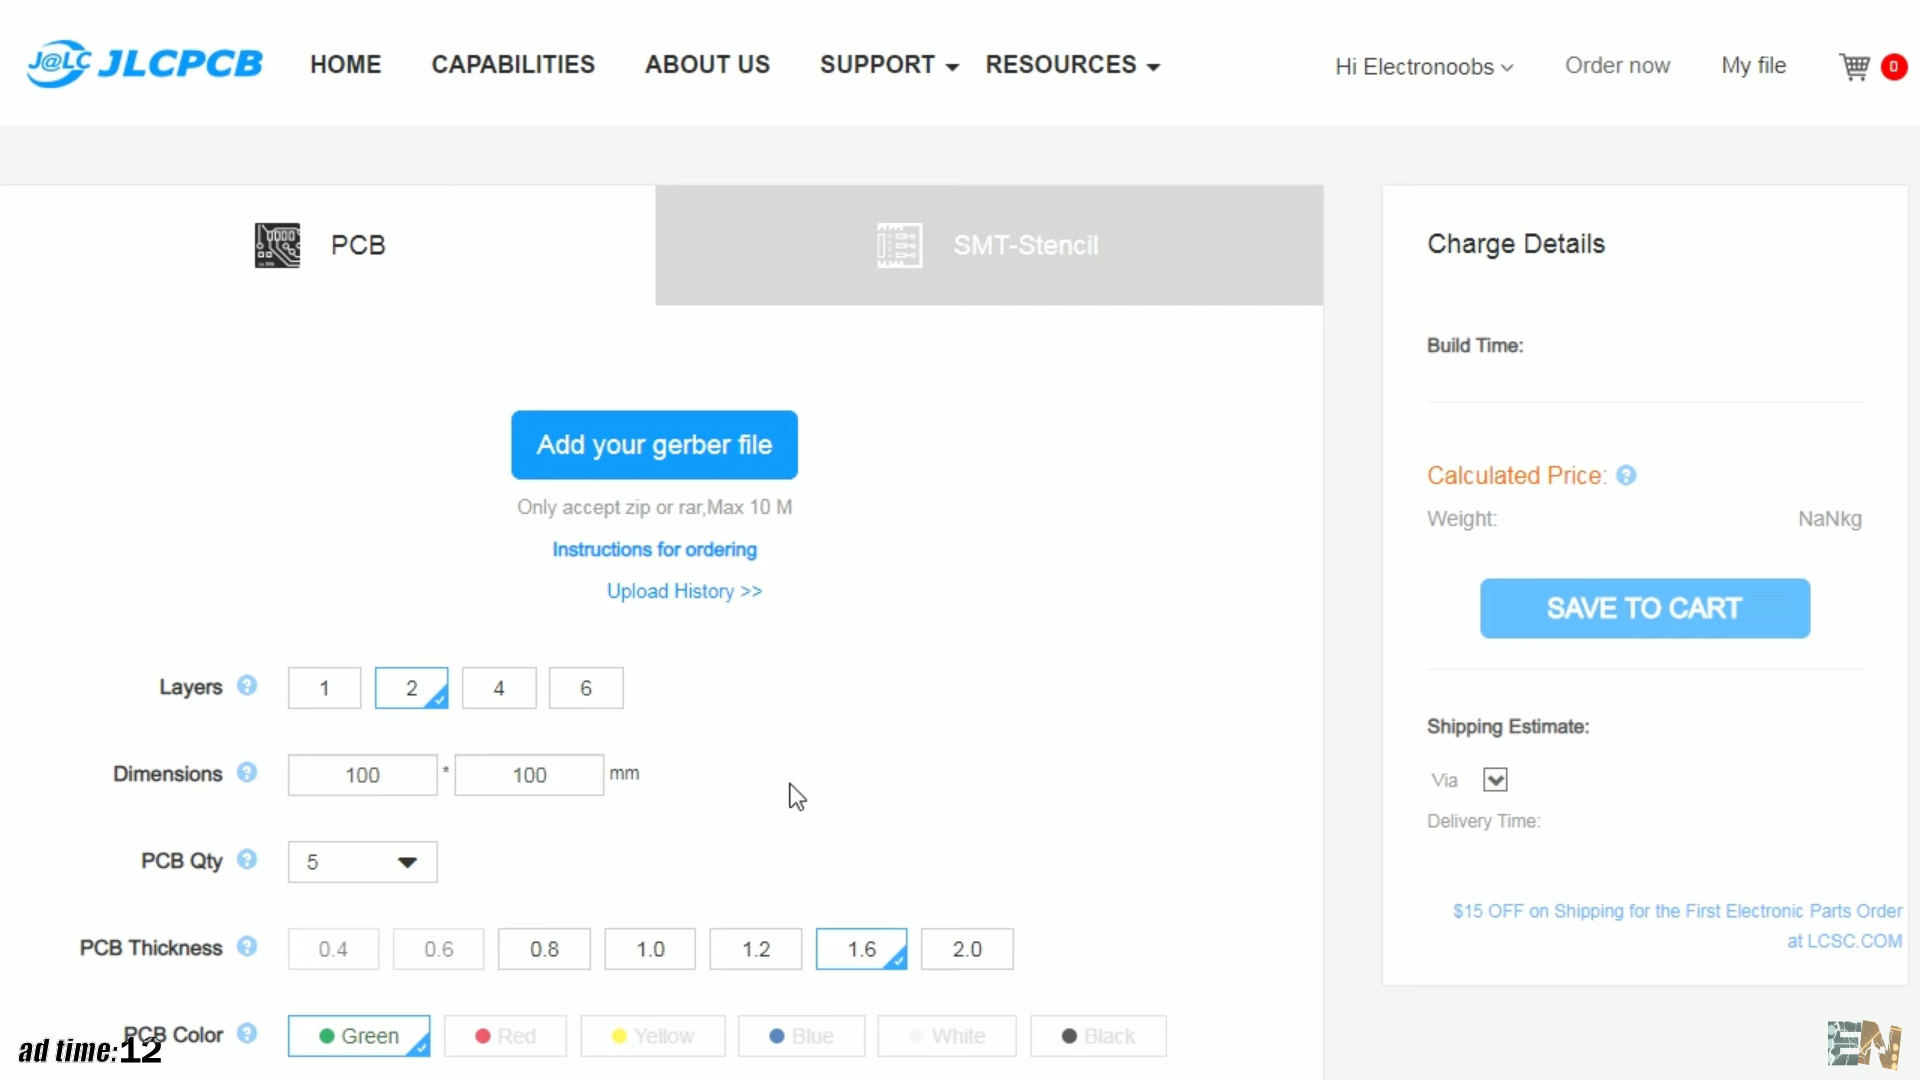 J@LC JLCPCB HOME CAPABILITIES ABOUT US SUPPORT RESOURCES Hi Electronoobs Order now My file 0
PCB SMT-Stencil
Charge Details
Build Time:
Add your gerber file
Only accept zip or rar,Max 10 M
Instructions for ordering
Upload History >>
Calculated Price: ?
Weight: NaNkg
SAVE TO CART
Layers ? 1 2 4 6
Dimensions ? 100 * 100 mm
PCB Qty ? 5
PCB Thickness ? 0.4 0.6 0.8 1.0 1.2 1.6 2.0
PCB Color ? Green Red Yellow Blue White Black
Shipping Estimate:
Via
Delivery Time:
$15 OFF on Shipping for the First Electronic Parts Order
at LCSC.COM
ad time:12
EN